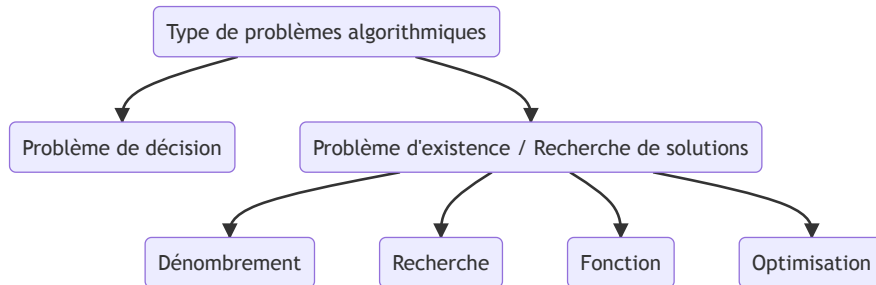 Type de problèmes algorithmiques
Problème de décision
Problème d'existence / Recherche de solutions
Dénombrement
Recherche
Fonction
Optimisation